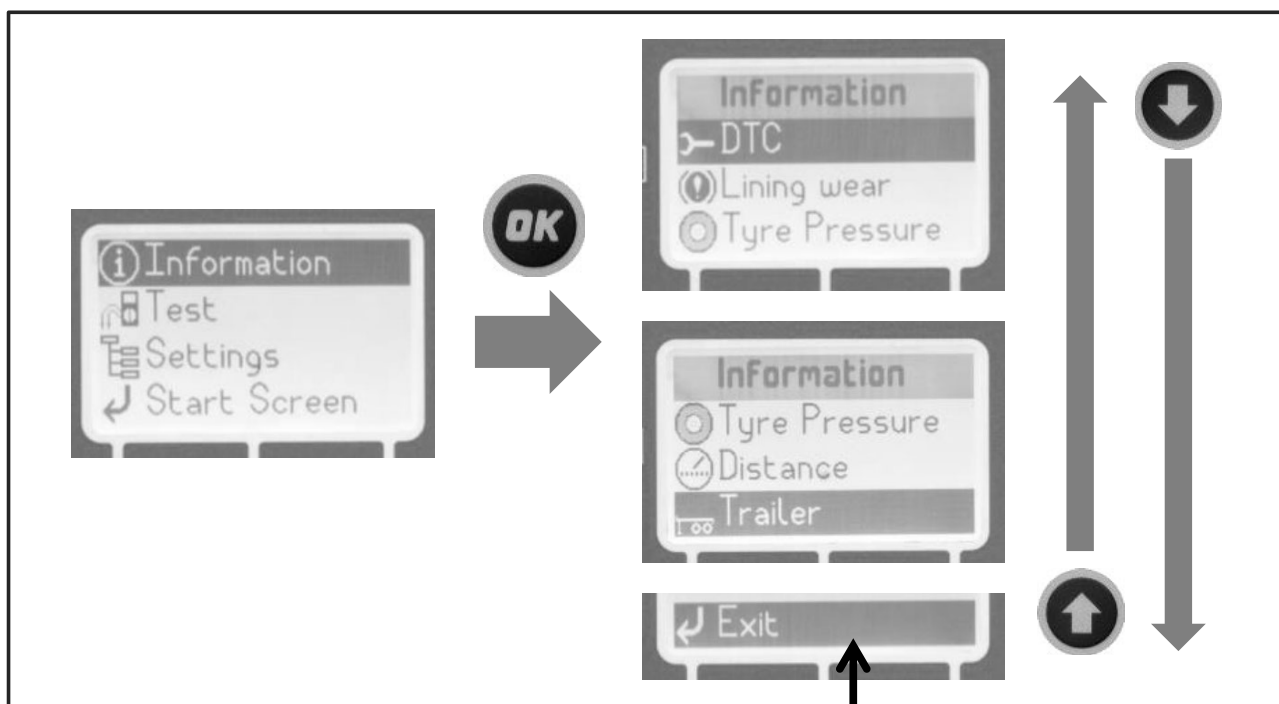 Information
Test
Settings
Start Screen
OK
Information
DTC
Lining wear
Tyre Pressure
Information
Tyre Pressure
Distance
Trailer
Exit